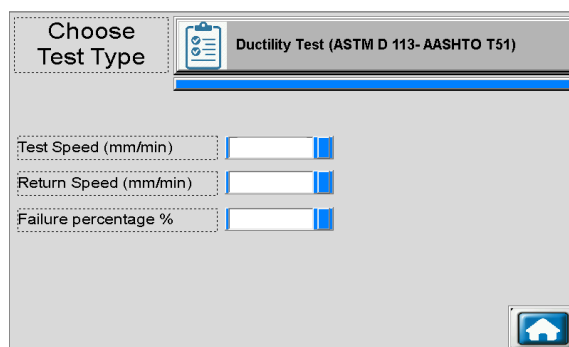 Choose
Test Type
Ductility Test (ASTM D 113- AASHTO T51)
Test Speed (mm/min)
Return Speed (mm/min)
Failure percentage %